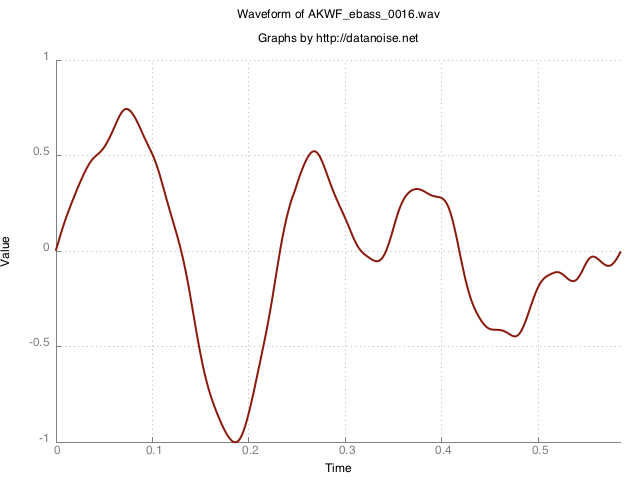 Waveform of AKWF_ebass_0016.wav
Graphs by http://datanoise.net
1
0.5
0
-0.5
-1
Value
0 0.1 0.2 0.3 0.4 0.5
Time